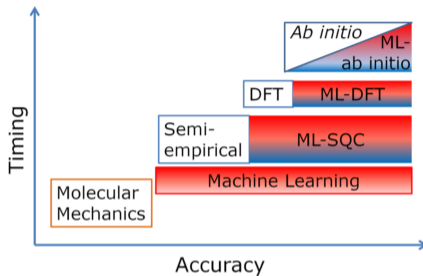 Ab initio
ML-
ab initio
DFT
ML-DFT
Semi-
empirical
ML-SQC
Machine Learning
Molecular
Mechanics
Timing
Accuracy